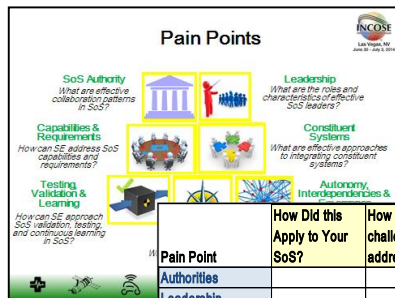 Pain Points
INCOSE
Las Vegas, NV
June 30 - July 3, 2014
SoS Authority
What are effective
collaboration patterns
in SoS?
Leadership
What are the roles and
characteristics of effective
SoS leaders?
Capabilities &
Requirements
How can SE address SoS
capabilities and
requirements?
Constituent
Systems
What are effective approaches
to integrating constituent
systems?
Testing,
Validation &
Learning
How can SE approach
SoS validation, testing,
and continuous learning
in SoS?
Autonomy,
Interdependencies &
Pain Point
How Did this
Apply to Your
SoS?
How
Authorities
Leadership